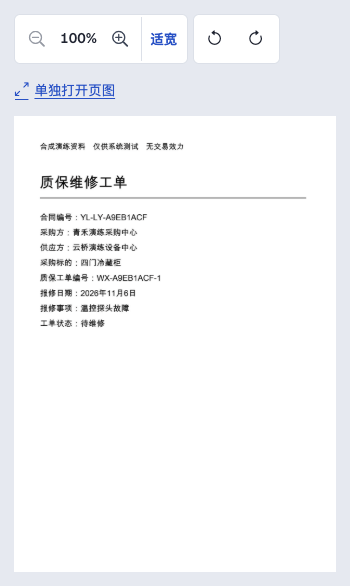 100%
适宽
单独打开页图
合成演练资料 仅供系统测试 无交易效力
质保维修工单
合同编号：YL-LY-A9EB1ACF
采购方：青禾演练采购中心
供应方：云桥演练设备中心
采购标的：四门冷藏柜
质保工单编号：WX-A9EB1ACF-1
报修日期：2026年11月6日
报修事项：温控探头故障
工单状态：待维修